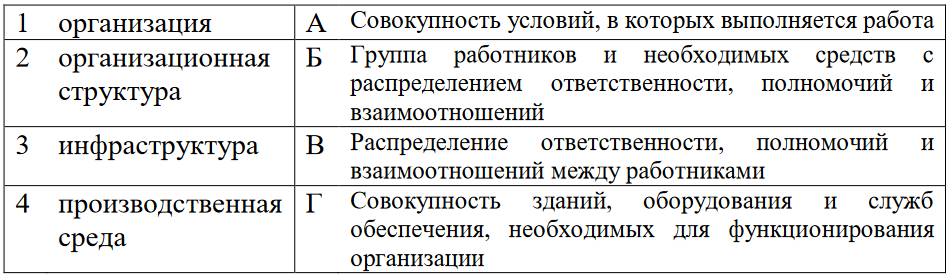 1 организация А Совокупность условий, в которых выполняется работа
2 организационная Б Группа работников и необходимых средств с
структура распределением ответственности, полномочий и
взаимоотношений
3 инфраструктура В Распределение ответственности, полномочий и
взаимоотношений между работниками
4 производственная Г Совокупность зданий, оборудования и служб
среда обеспечения, необходимых для функционирования
организации